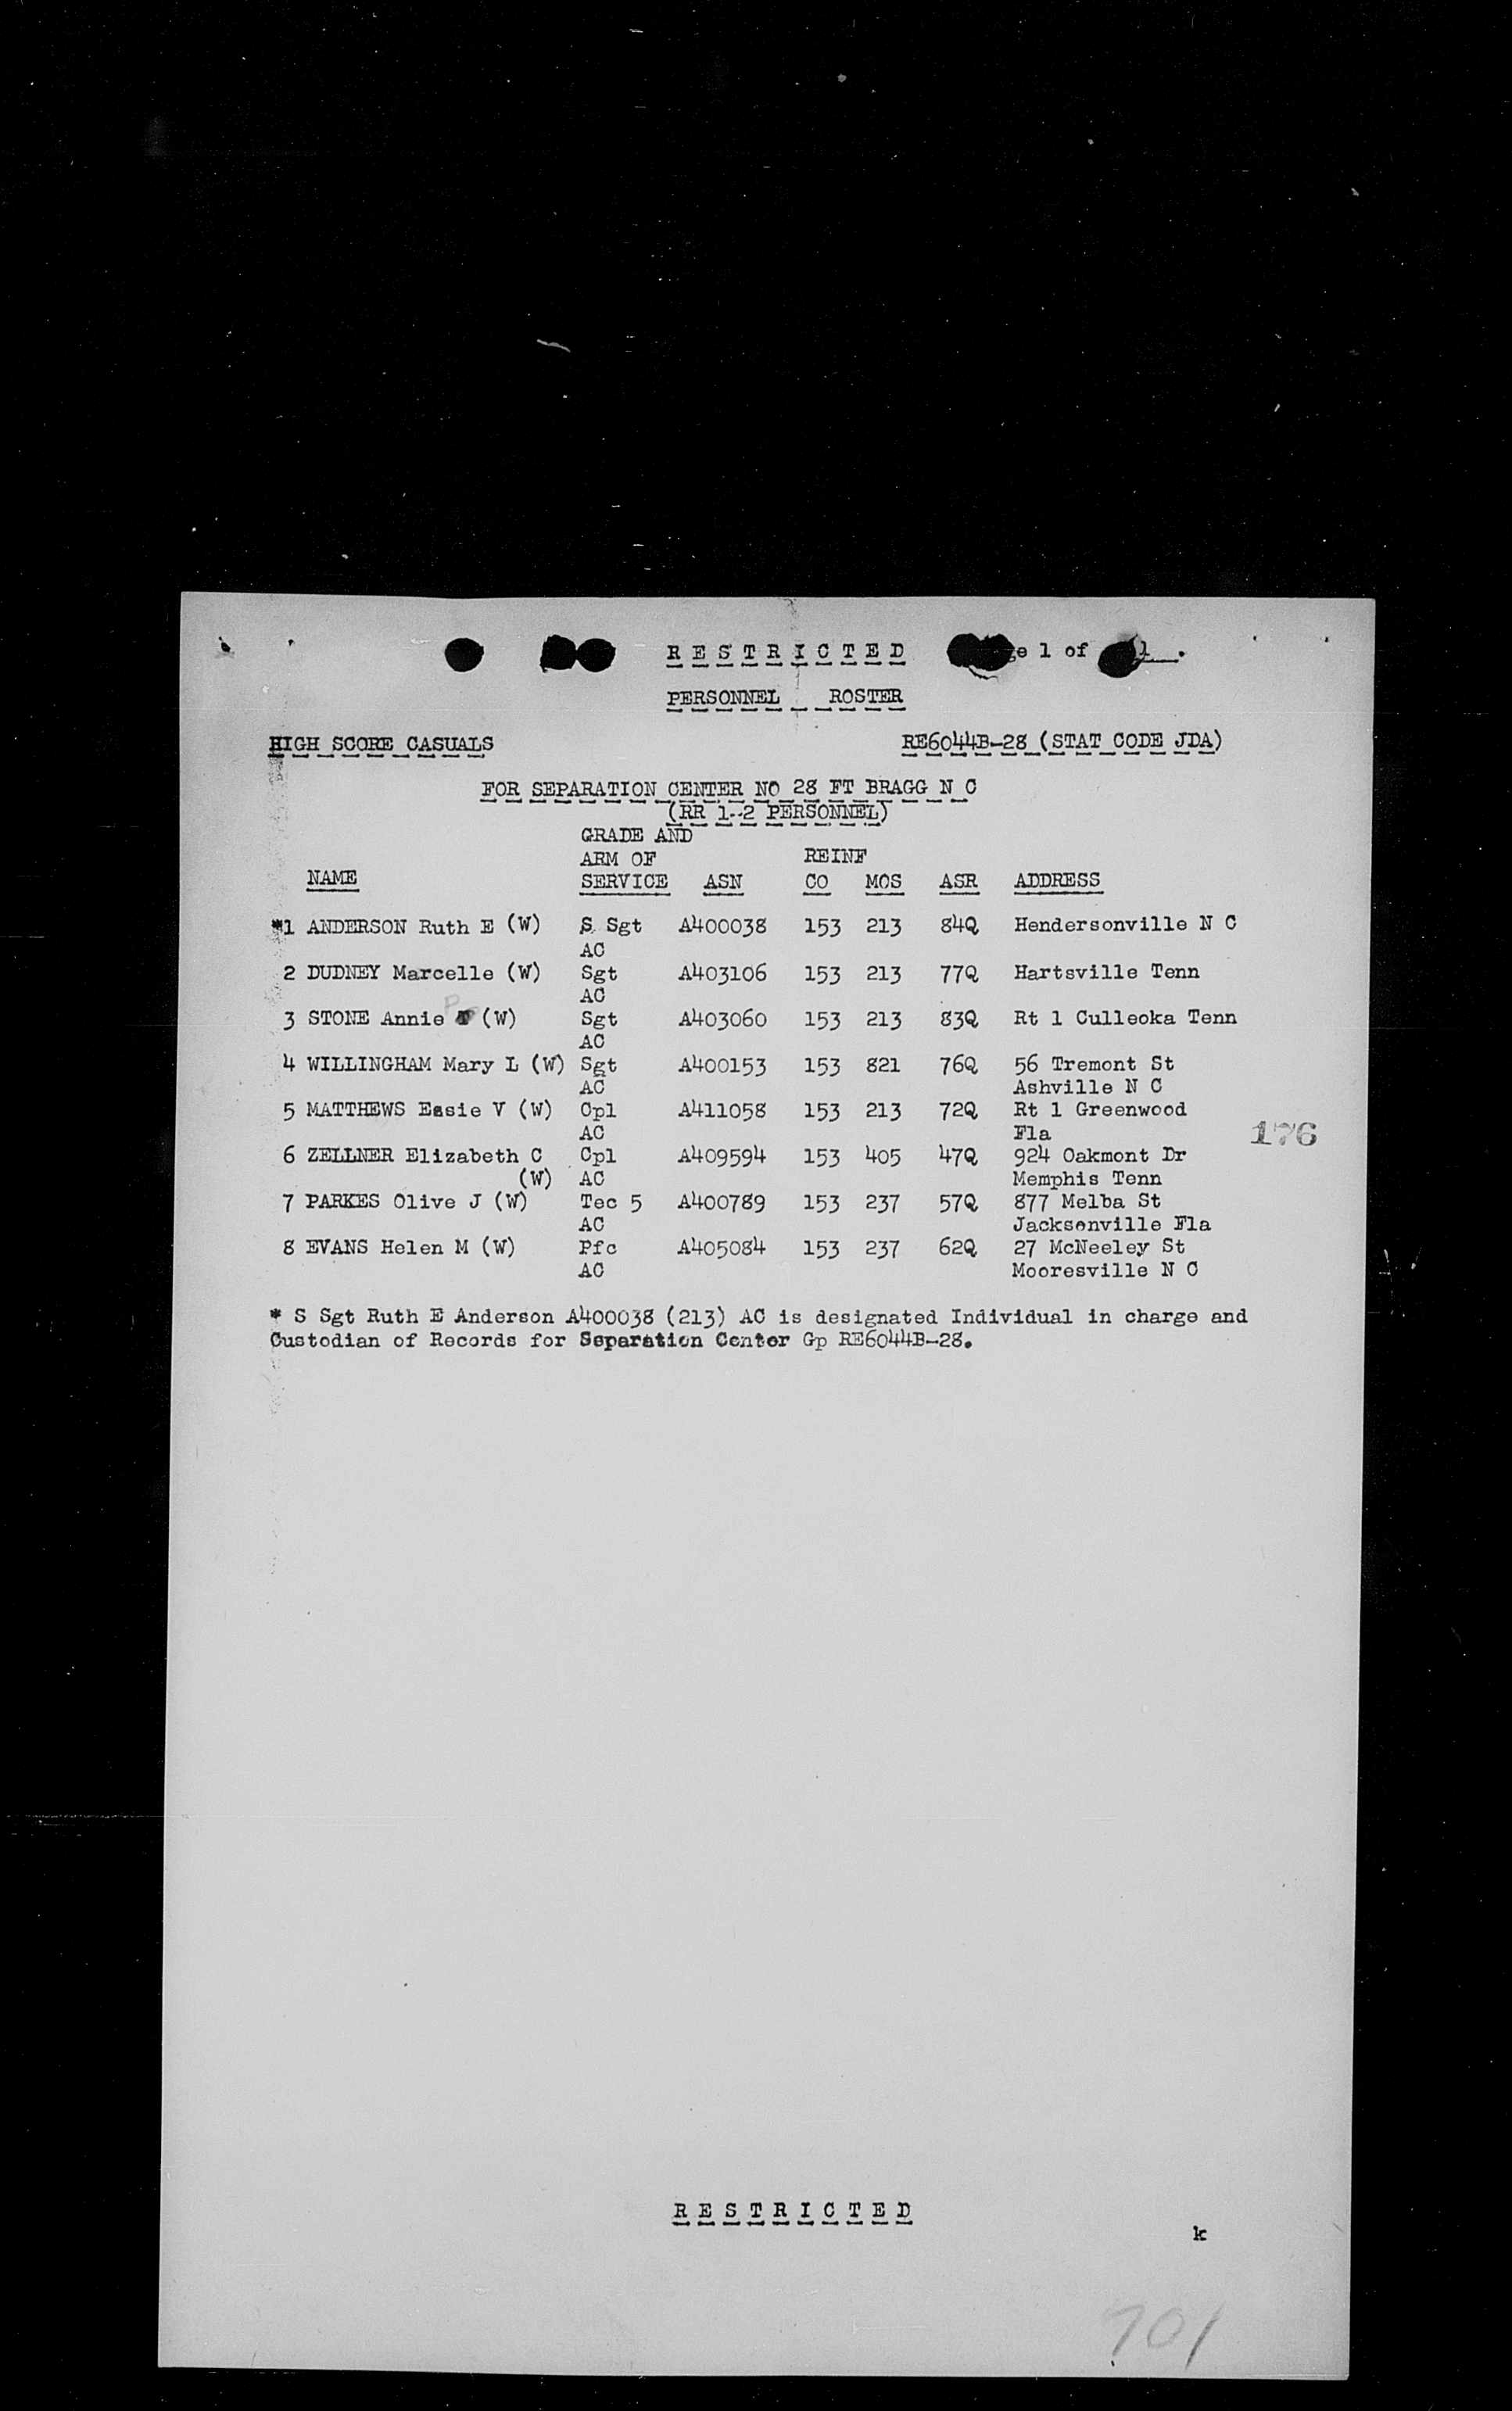 RESTRICTED
e 1 of 1.
PERSONNEL ROSTER
HIGH SCORE CASUALS RE6044B-28 (STAT CODE JDA)
FOR SEPARATION CENTER NO 28 FT BRAGG N C
(RR 1-2 PERSONNEL)
GRADE AND
ARM OF REINF
NAME SERVICE ASN CO MOS ASR ADDRESS
*1 ANDERSON Ruth E (W) S Sgt A400038 153 213 84Q Hendersonville N C
AC
2 DUDNEY Marcelle (W) Sgt A403106 153 213 77Q Hartsville Tenn
AC
3 STONE Annie P (W) Sgt A403060 153 213 83Q Rt 1 Culleoka Tenn
AC
4 WILLINGHAM Mary L (W) Sgt A400153 153 821 76Q 56 Tremont St
AC Ashville N C
5 MATTHEWS Essie V (W) Cpl A411058 153 213 72Q Rt 1 Greenwood
AC Fla
176
6 ZELLNER Elizabeth C Cpl A409594 153 405 47Q 924 Oakmont Dr
(W) AC Memphis Tenn
7 PARKES Olive J (W) Tec 5 A400789 153 237 57Q 877 Melba St
AC Jacksonville Fla
8 EVANS Helen M (W) Pfc A405084 153 237 62Q 27 McNeeley St
AC Mooresville N C
* S Sgt Ruth E Anderson A400038 (213) AC is designated Individual in charge and
Custodian of Records for Separation Center Gp RE6044B-28.
RESTRICTED
k
701